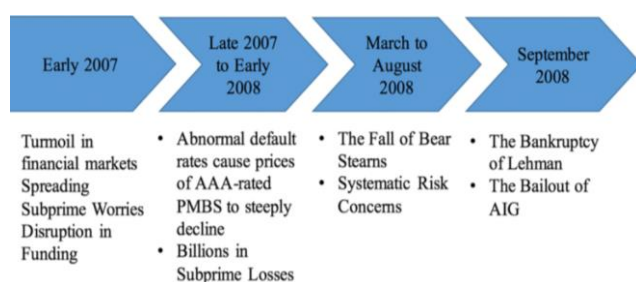 Early 2007
Late 2007
to Early
2008
March to
August
2008
September
2008
Turmoil in
financial markets
Spreading
Subprime Worries
Disruption in
Funding
• Abnormal default
rates cause prices
of AAA-rated
PMBS to steeply
decline
• Billions in
Subprime Losses
• The Fall of Bear
Stearns
• Systematic Risk
Concerns
• The Bankruptcy
of Lehman
• The Bailout of
AIG